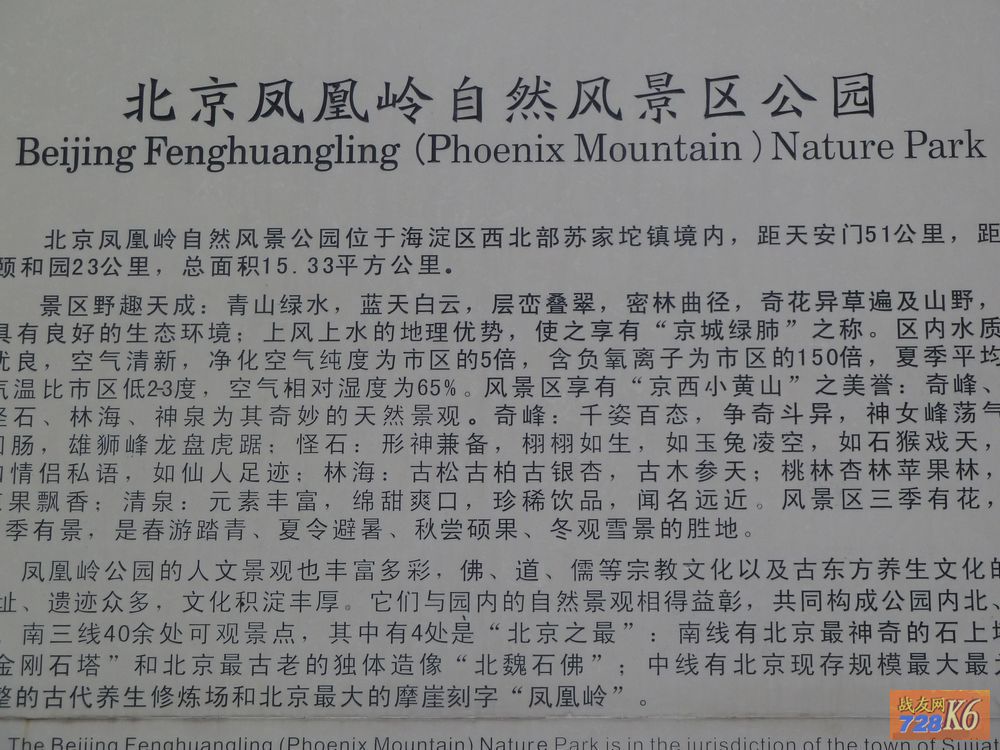 北京凤凰岭自然风景区公园
Beijing Fenghuangling (Phoenix Mountain) Nature Park
北京凤凰岭自然风景公园位于海淀区西北部苏家坨镇境内，距天安门51公里，距
颐和园23公里，总面积15.33平方公里。
景区野趣天成：青山绿水，蓝天白云，层峦叠翠，密林曲径，奇花异草遍及山野，
具有良好的生态环境；上风上水的地理优势，使之享有“京城绿肺”之称。区内水质
优良，空气清新，净化空气纯度为市区的5倍，含负氧离子为市区的150倍，夏季平均
气温比市区低2-3度，空气相对湿度为65%。风景区享有“京西小黄山”之美誉：奇峰、
怪石、林海、神泉为其奇妙的天然景观。奇峰：千姿百态，争奇斗异，神女峰荡气
回肠，雄狮峰龙盘虎踞；怪石：形神兼备，栩栩如生，如玉兔凌空，如石猴戏天，
情侣私语，如仙人足迹；林海：古松古柏古银杏，古木参天；桃林杏林苹果林，
果飘香；清泉：元素丰富，绵甜爽口，珍稀饮品，闻名远近。风景区三季有花，
季有景，是春游踏青、夏令避暑、秋尝硕果、冬观雪景的胜地。
凤凰岭公园的人文景观也丰富多彩，佛、道、儒等宗教文化以及古东方养生文化的
址、遗迹众多，文化积淀丰厚。它们与园内的自然景观相得益彰，共同构成公园内北、
、南三线40余处可观景点，其中有4处是“北京之最”：南线有北京最神奇的石上塔
金刚石塔”和北京最古老的独体造像“北魏石佛”；中线有北京现存规模最大最
整的古代养生修炼场和北京最大的摩崖刻字“凤凰岭”。
The Beijing Fenghuangling (Phoenix Mountain) Nature Park is in the jurisdiction of the town
战友网
728K6